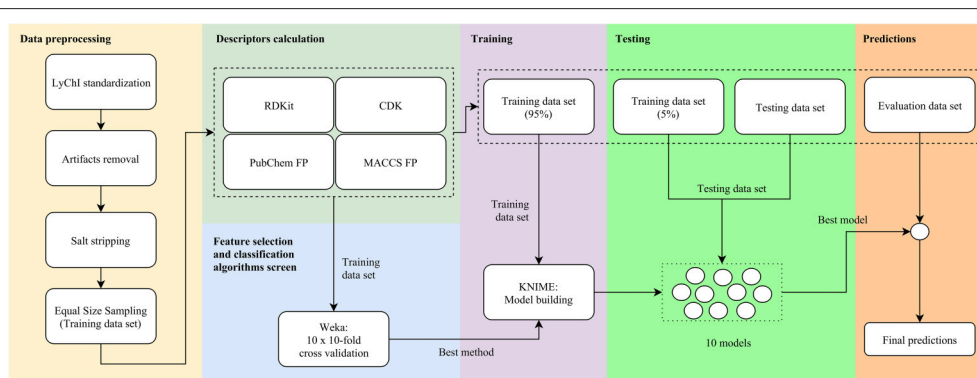 Data preprocessing
LyChI standardization
Artifacts removal
Salt stripping
Equal Size Sampling
(Training data set)
Descriptors calculation
RDKit
CDK
PubChem FP
MACCS FP
Feature selection
and classification
algorithms screen
Training
data set
Weka:
10 x 10-fold
cross validation
Best method
Training
Training data set
(95%)
Training
data set
KNIME:
Model building
Testing
Training data set
(5%)
Testing data set
Testing data set
10 models
Best model
Predictions
Evaluation data set
Final predictions